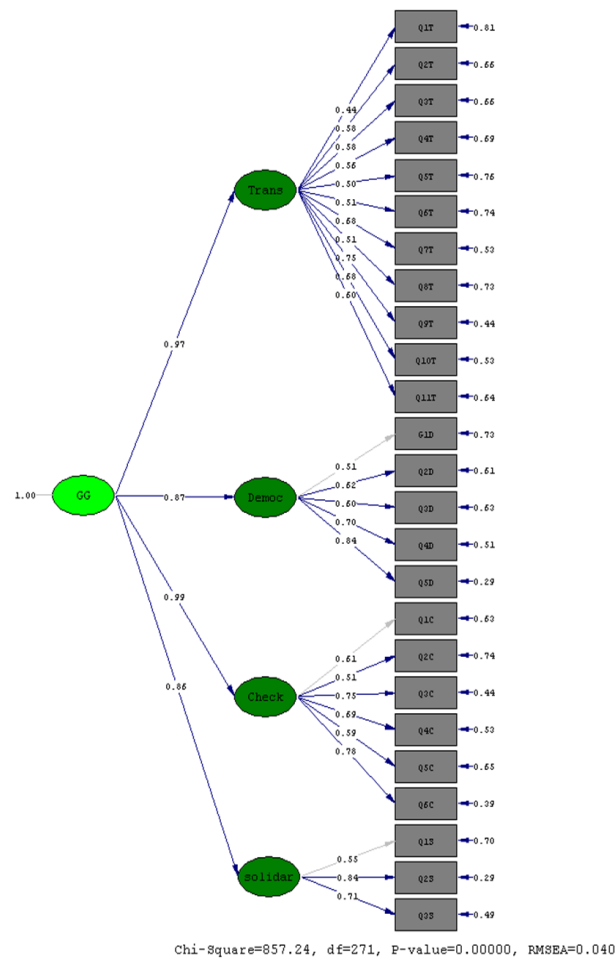 Q1T 0.81
Q2T 0.66
Q3T 0.66
0.44
0.58
Q4T 0.69
0.58
0.56
Q5T 0.76
0.50
Trans
0.51
Q6T 0.74
0.68
0.51
Q7T 0.53
0.75
0.68
Q8T 0.73
0.60
Q9T 0.44
0.97
Q10T 0.53
Q11T 0.64
G1D 0.73
0.51
Q2D 0.61
0.62
1.00
GG
0.87
Democ
0.60
Q3D 0.63
0.70
0.84
Q4D 0.51
Q5D 0.29
0.99
Q1C 0.63
0.61
Q2C 0.74
0.51
0.86
Check
0.75
Q3C 0.44
0.69
Q4C 0.53
0.59
0.78
Q5C 0.65
Q6C 0.39
Q1S 0.70
0.55
solidar
0.84
Q2S 0.29
0.71
Q3S 0.49
Chi-Square=857.24, df=271, P-value=0.00000, RMSEA=0.040